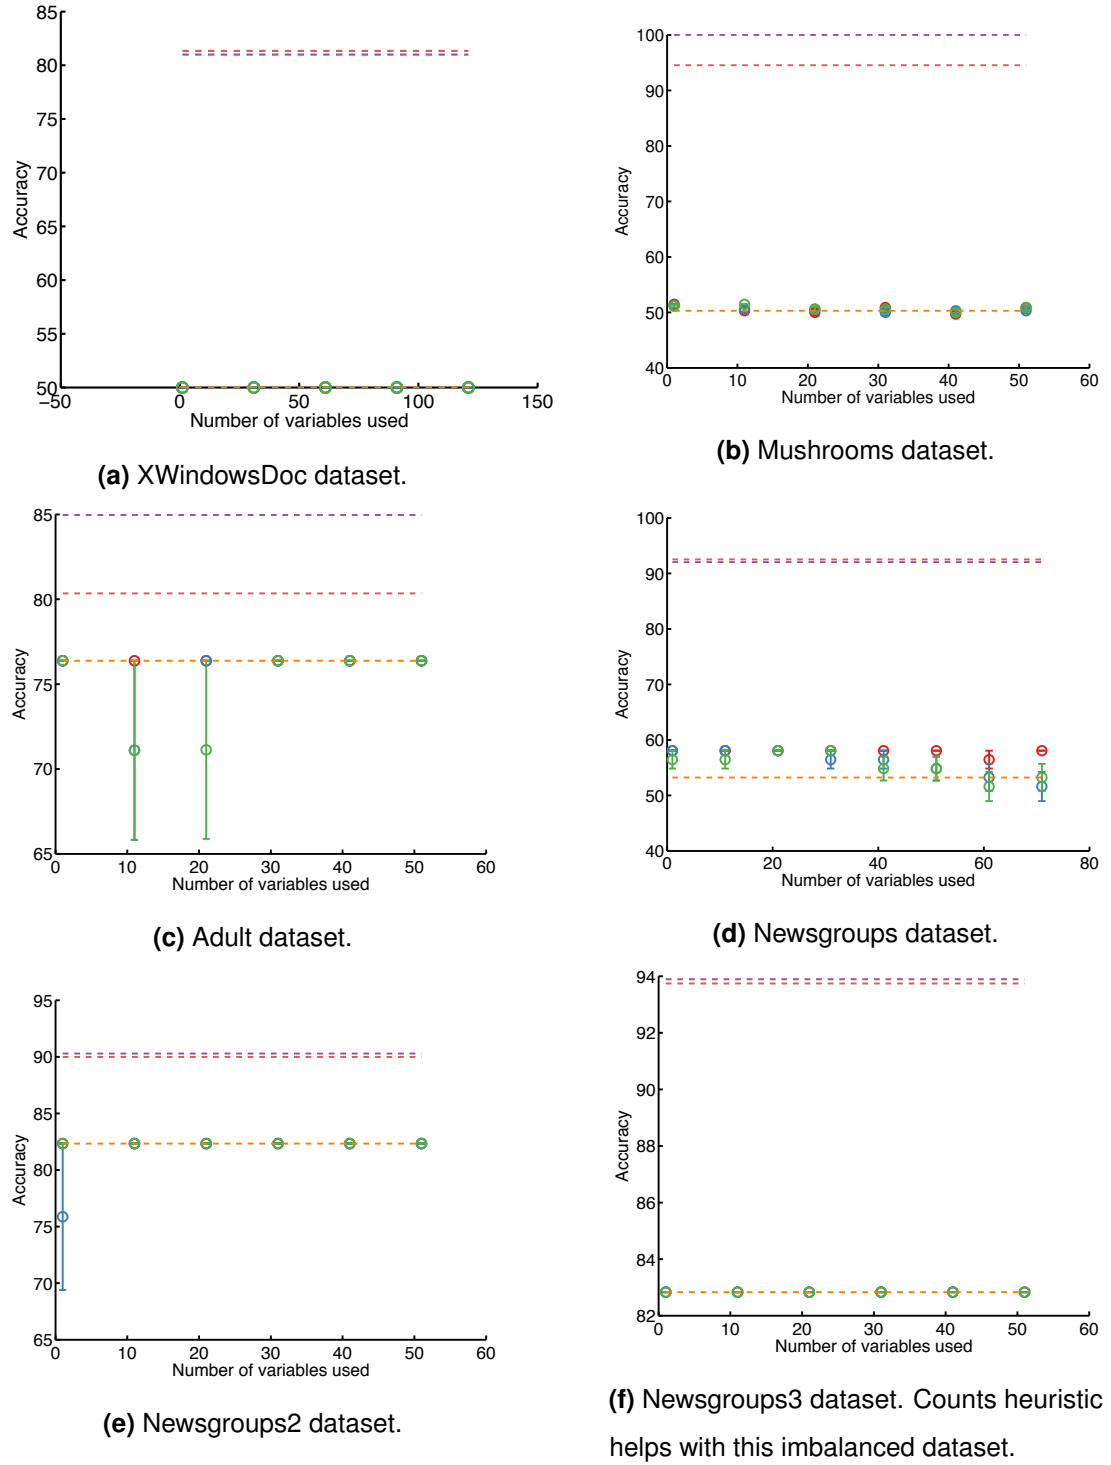 85
80
75
70
65
60
55
50
Accuracy
−50 0 50 100 150
Number of variables used
(a) XWindowsDoc dataset.
100
90
80
70
60
50
40
Accuracy
0 10 20 30 40 50 60
Number of variables used
(b) Mushrooms dataset.
85
80
75
70
65
Accuracy
0 10 20 30 40 50 60
Number of variables used
(c) Adult dataset.
100
90
80
70
60
50
40
Accuracy
0 20 40 60 80
Number of variables used
(d) Newsgroups dataset.
95
90
85
80
75
70
65
Accuracy
0 10 20 30 40 50 60
Number of variables used
(e) Newsgroups2 dataset.
94
92
90
88
86
84
82
Accuracy
0 10 20 30 40 50 60
Number of variables used
(f) Newsgroups3 dataset. Counts heuristic
helps with this imbalanced dataset.